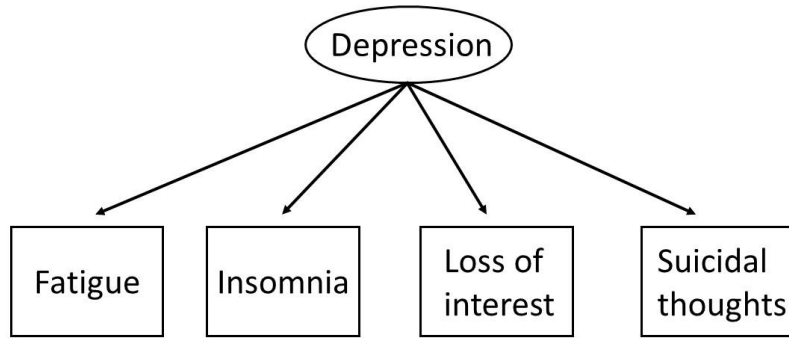 Depression
Fatigue
Insomnia
Loss of
interest
Suicidal
thoughts